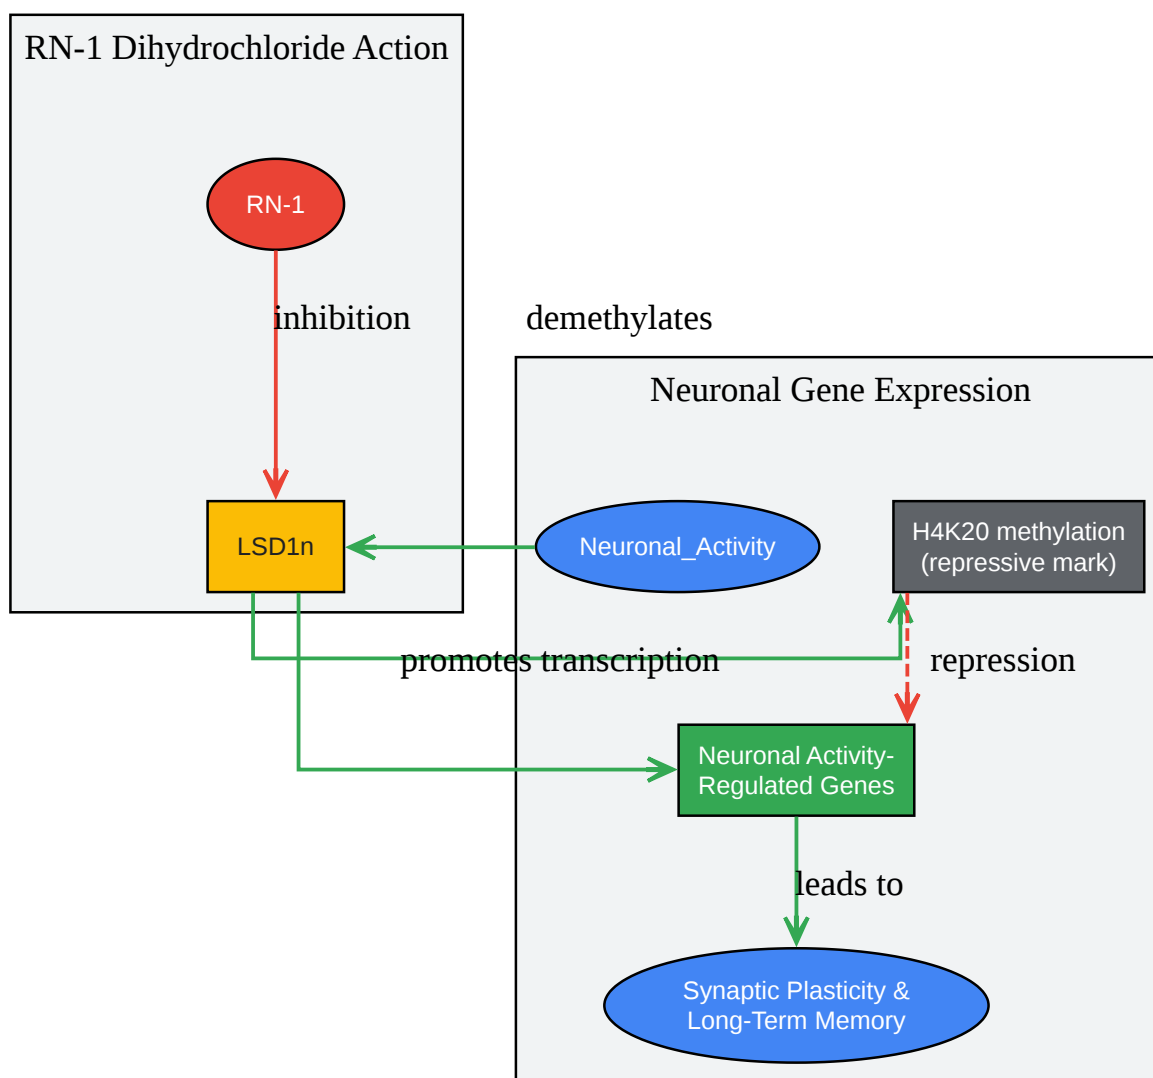 RN-1 Dihydrochloride Action
RN-1
inhibition
demethylates
Neuronal Gene Expression
LSD1n
Neuronal_Activity
H4K20 methylation
(repressive mark)
promotes transcription
repression
Neuronal Activity-
Regulated Genes
leads to
Synaptic Plasticity &
Long-Term Memory